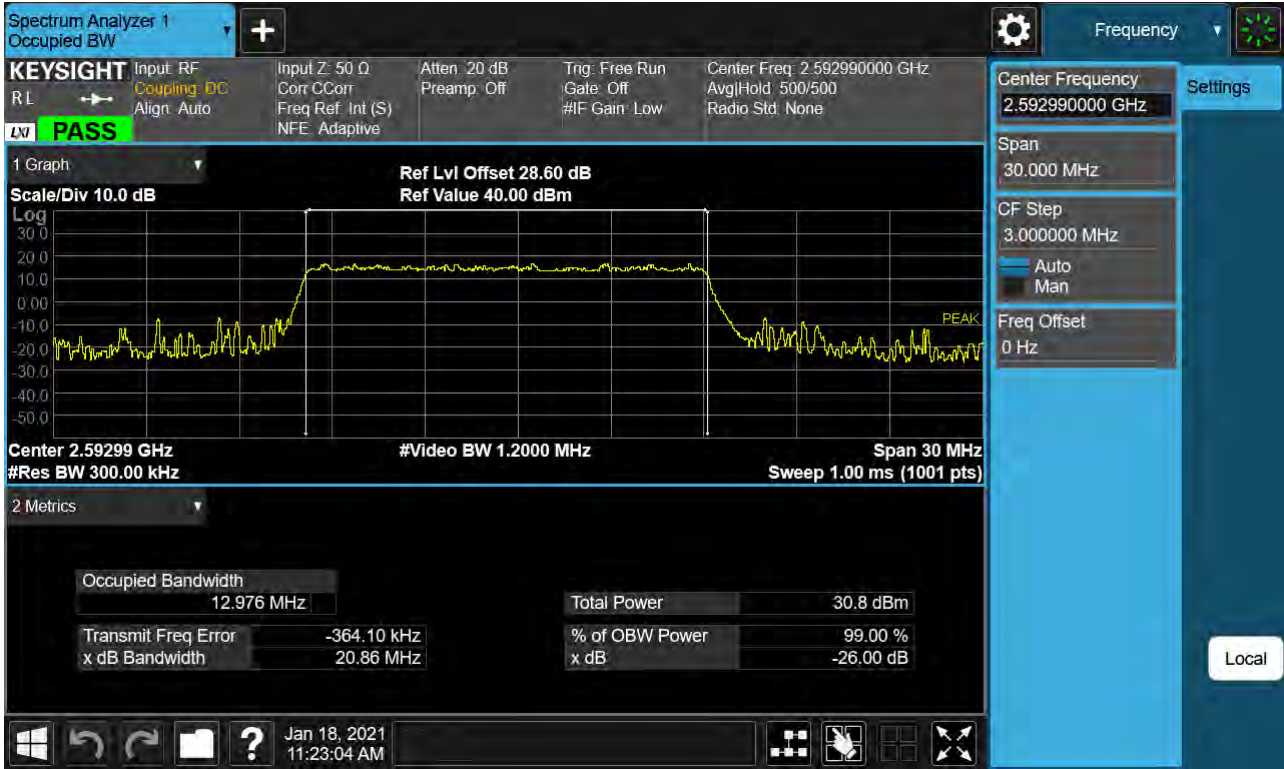 Spectrum Analyzer 1
Occupied BW
Frequency
KEYSIGHT
R L
LXI PASS
Input: RF
Coupling: DC
Align: Auto
Input Z: 50 Ω
Corr CCorr
Freq Ref: Int (S)
NFE: Adaptive
Atten: 20 dB
Preamp: Off
Trig: Free Run
Gate: Off
#IF Gain: Low
Center Freq: 2.592990000 GHz
Avg|Hold: 500/500
Radio Std: None
Center Frequency
2.592990000 GHz
Settings
Span
30.000 MHz
CF Step
3.000000 MHz
Auto
Man
Freq Offset
0 Hz
Local
1 Graph
Scale/Div 10.0 dB
Ref Lvl Offset 28.60 dB
Ref Value 40.00 dBm
Log
30.0
20.0
10.0
0.00
-10.0
-20.0
-30.0
-40.0
-50.0
PEAK
Center 2.59299 GHz
#Video BW 1.2000 MHz
Span 30 MHz
#Res BW 300.00 kHz
Sweep 1.00 ms (1001 pts)
2 Metrics
Occupied Bandwidth
12.976 MHz
Total Power 30.8 dBm
Transmit Freq Error -364.10 kHz
% of OBW Power 99.00 %
x dB Bandwidth 20.86 MHz
x dB -26.00 dB
?
Jan 18, 2021
11:23:04 AM